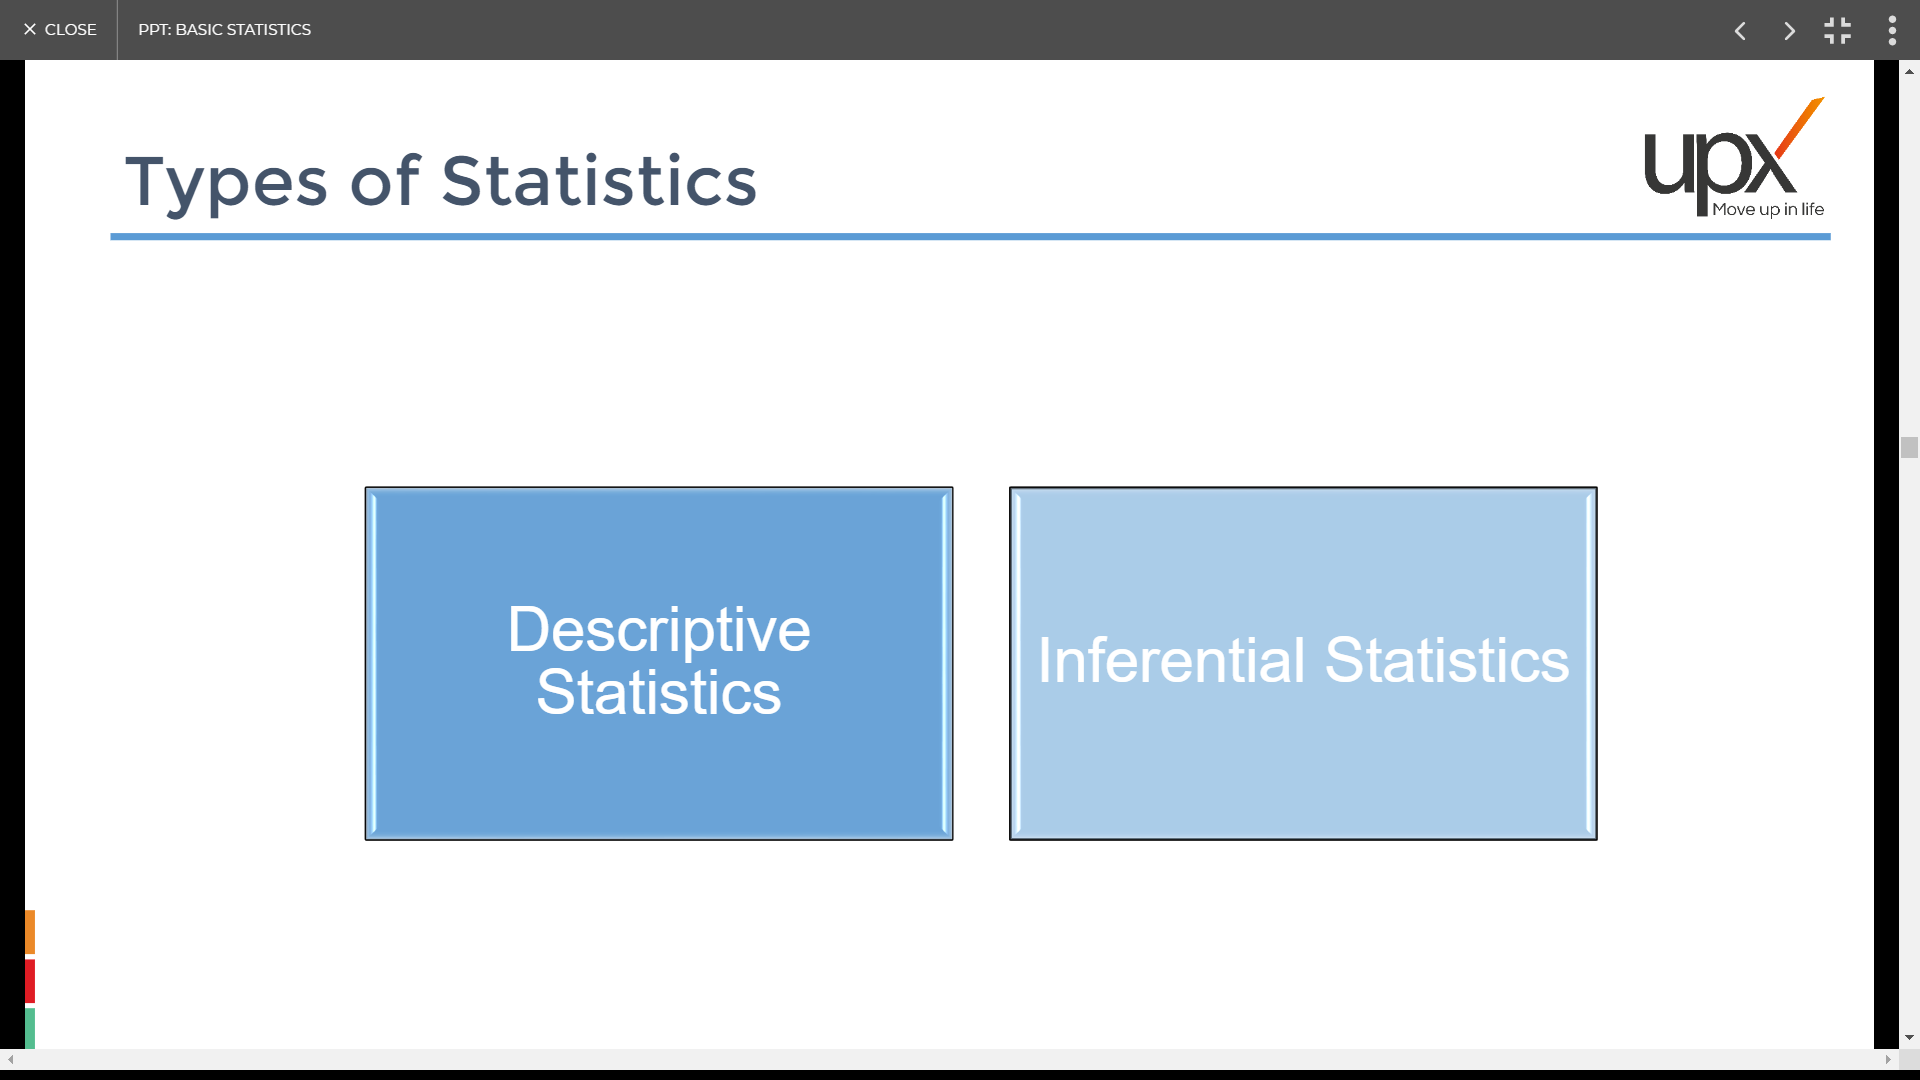 CLOSE
PPT: BASIC STATISTICS
Types of Statistics
upx
Move up in life
Descriptive
Statistics
Inferential Statistics